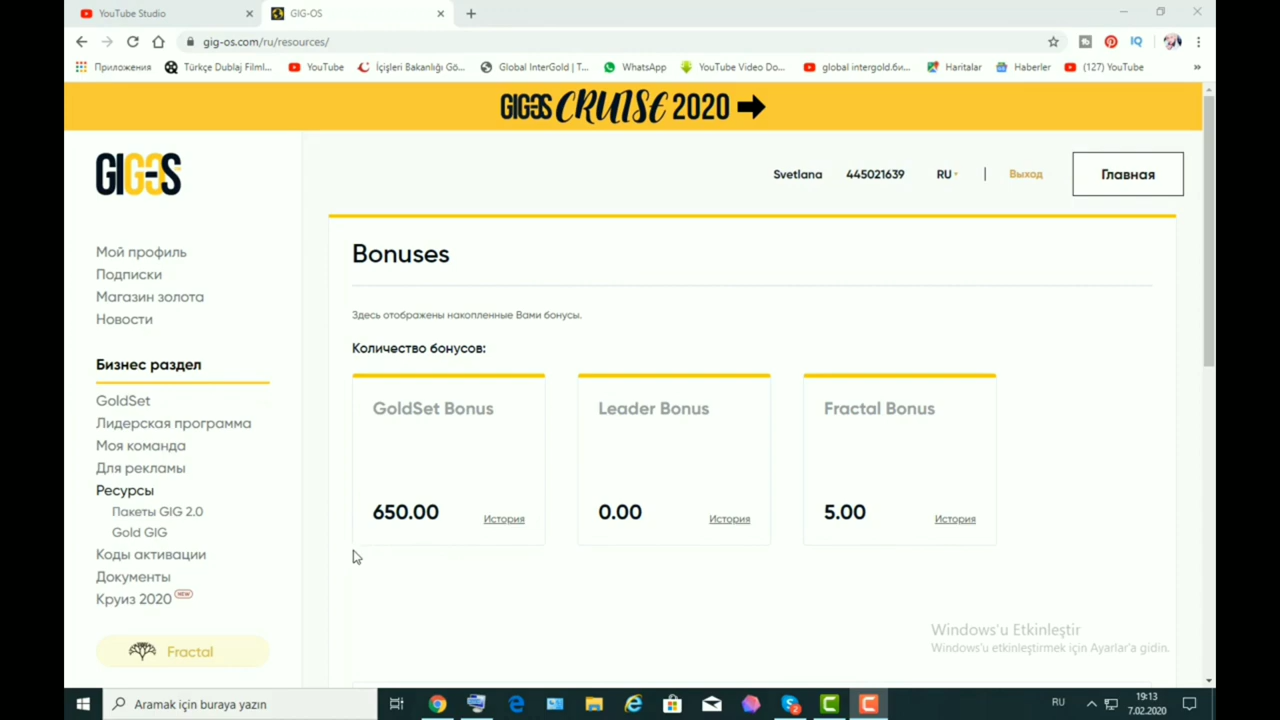 YouTube Studio
GIG-OS
gig-os.com/ru/resources/
IQ
Приложения
Türkçe Dublaj Filml...
YouTube
İçişleri Bakanlığı Gö...
Global InterGold | T...
WhatsApp
YouTube Video Do...
global intergold.би...
Haritalar
Haberler
(127) YouTube
»
GIG-OS CRUISE 2020
GIG-OS
Svetlana
445021639
RU
Выход
Главная
Мой профиль
Подписки
Магазин золота
Новости
Бизнес раздел
GoldSet
Лидерская программа
Моя команда
Для рекламы
Ресурсы
Пакеты GIG 2.0
Gold GIG
Коды активации
Документы
Круиз 2020 NEW
Fractal
Bonuses
Здесь отображены накопленные Вами бонусы.
Количество бонусов:
GoldSet Bonus
650.00
История
Leader Bonus
0.00
История
Fractal Bonus
5.00
История
Windows'u Etkinleştir
Windows'u etkinleştirmek için Ayarlar'a gidin.
Aramak için buraya yazın
RU
19:13
7.02.2020